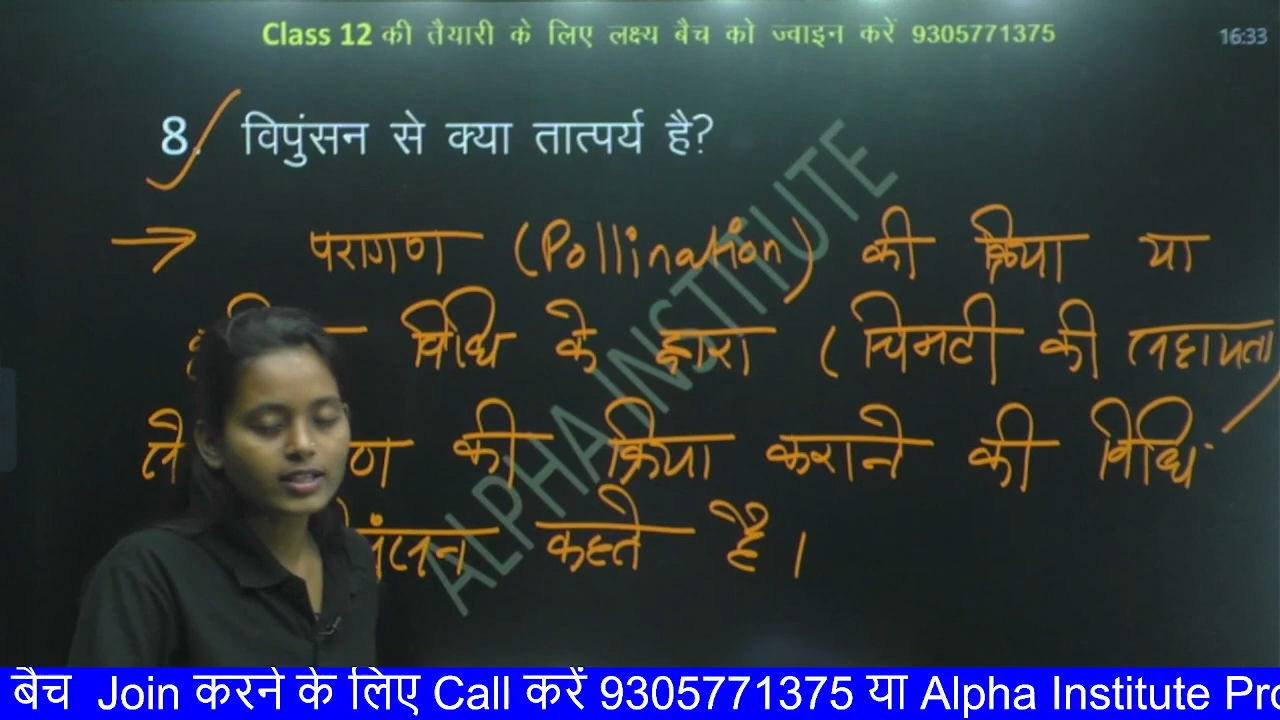 Class 12 की तैयारी के लिए लक्ष्य बैच को ज्वाइन करें 9305771375
16:33
8. विपुंसन से क्या तात्पर्य है?
→ परागण (Pollination) की क्रिया या
विधि के द्वारा (चिमटी की सहायता)
से की क्रिया कराने की विधि
कहते है।
ALPHA INSTITUTE
बैच Join करने के लिए Call करें 9305771375 या Alpha Institute Pr